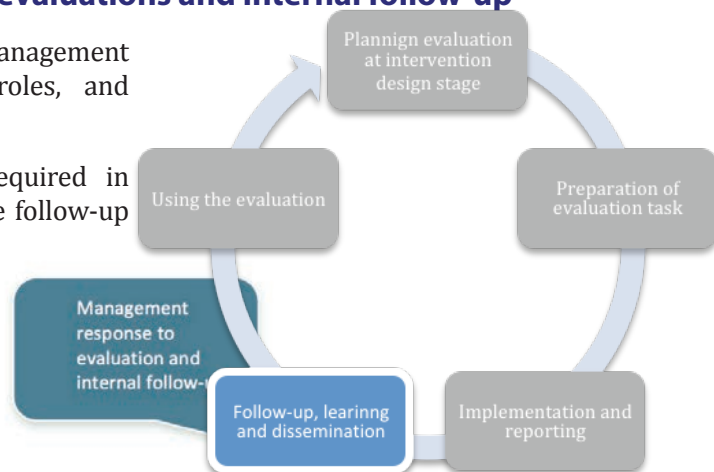 evaluations and internal follow-up
anagement
roles, and
equired in
e follow-up
Plannign evaluation
at intervention
design stage
Preparation of
evaluation task
Implementation and
reporting
Follow-up, learinng
and dissemination
Management
response to
evaluation and
internal follow-u
Using the evaluation